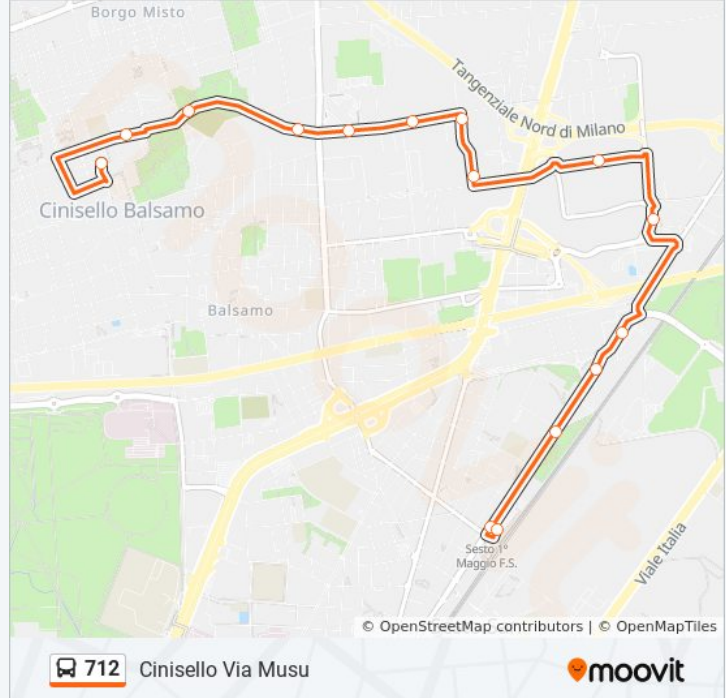 Borgo Misto
Tangenziale Nord di Milano
Cinisello Balsamo
Balsamo
Sesto 1°
Maggio F.S.
Viale Italia
© OpenStreetMap contributors | © OpenMapTiles
712 Cinisello Via Musu
moovit